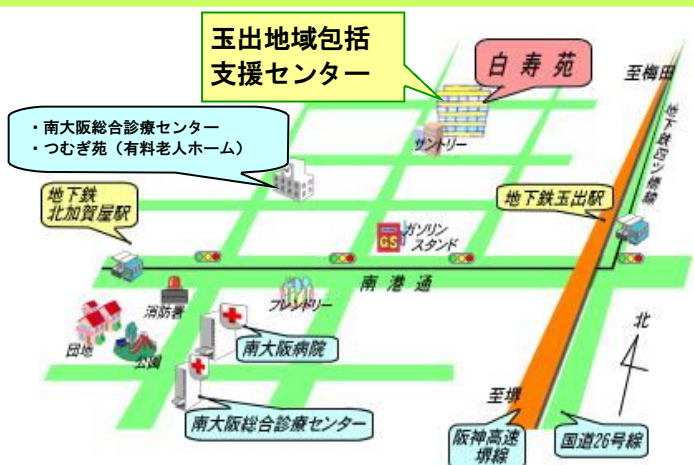 玉出地域包括
支援センター
白寿苑
至梅田
地下鉄四ツ橋線
・南大阪総合診療センター
・つむぎ苑（有料老人ホーム）
サントリー
地下鉄
北加賀屋駅
地下鉄玉出駅
GS
ガソリン
スタンド
南港通
消防署
フレンドリー
北
団地
公園
南大阪病院
至堺
南大阪総合診療センター
阪神高速
堺線
国道26号線